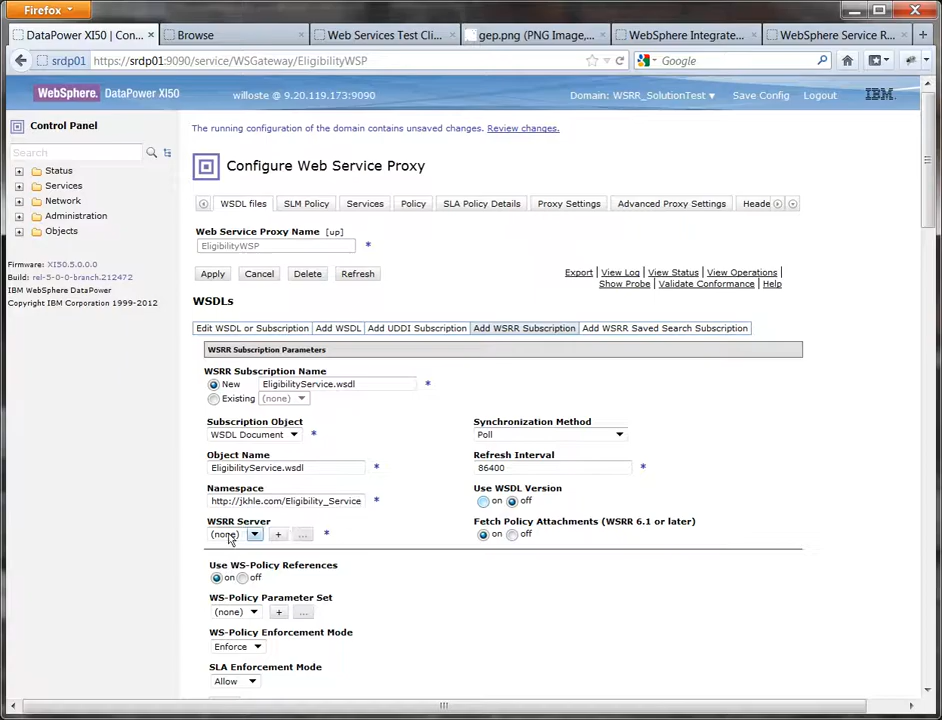 Firefox
DataPower XI50 | Con... ×
Browse
Web Services Test Cli... ×
gep.png (PNG Image,... ×
WebSphere Integrate... ×
WebSphere Service R... ×
+
srdp01 https://srdp01:9090/service/WSGateway/EligibilityWSP
Google
WebSphere. DataPower XI50
willoste @ 9.20.119.173:9090
Domain: WSRR_SolutionTest
Save Config
Logout
IBM
Control Panel
Search
Status
Services
Network
Administration
Objects
Firmware: XI50.5.0.0.0
Build: rel-5-0-0-branch.212472
IBM WebSphere DataPower
Copyright IBM Corporation 1999-2012
The running configuration of the domain contains unsaved changes. Review changes.
Configure Web Service Proxy
WSDL files
SLM Policy
Services
Policy
SLA Policy Details
Proxy Settings
Advanced Proxy Settings
Heade
Web Service Proxy Name [up]
EligibilityWSP *
Apply
Cancel
Delete
Refresh
Export | View Log | View Status | View Operations |
Show Probe | Validate Conformance | Help
WSDLs
Edit WSDL or Subscription
Add WSDL
Add UDDI Subscription
Add WSRR Subscription
Add WSRR Saved Search Subscription
WSRR Subscription Parameters
WSRR Subscription Name
New EligibilityService.wsdl *
Existing (none)
Subscription Object
WSDL Document *
Synchronization Method
Poll
Object Name
EligibilityService.wsdl *
Refresh Interval
86400 *
Namespace
http://jkhle.com/Eligibility_Service *
Use WSDL Version
on off
WSRR Server
(none) + ... *
Fetch Policy Attachments (WSRR 6.1 or later)
on off
Use WS-Policy References
on off
WS-Policy Parameter Set
(none) + ...
WS-Policy Enforcement Mode
Enforce
SLA Enforcement Mode
Allow